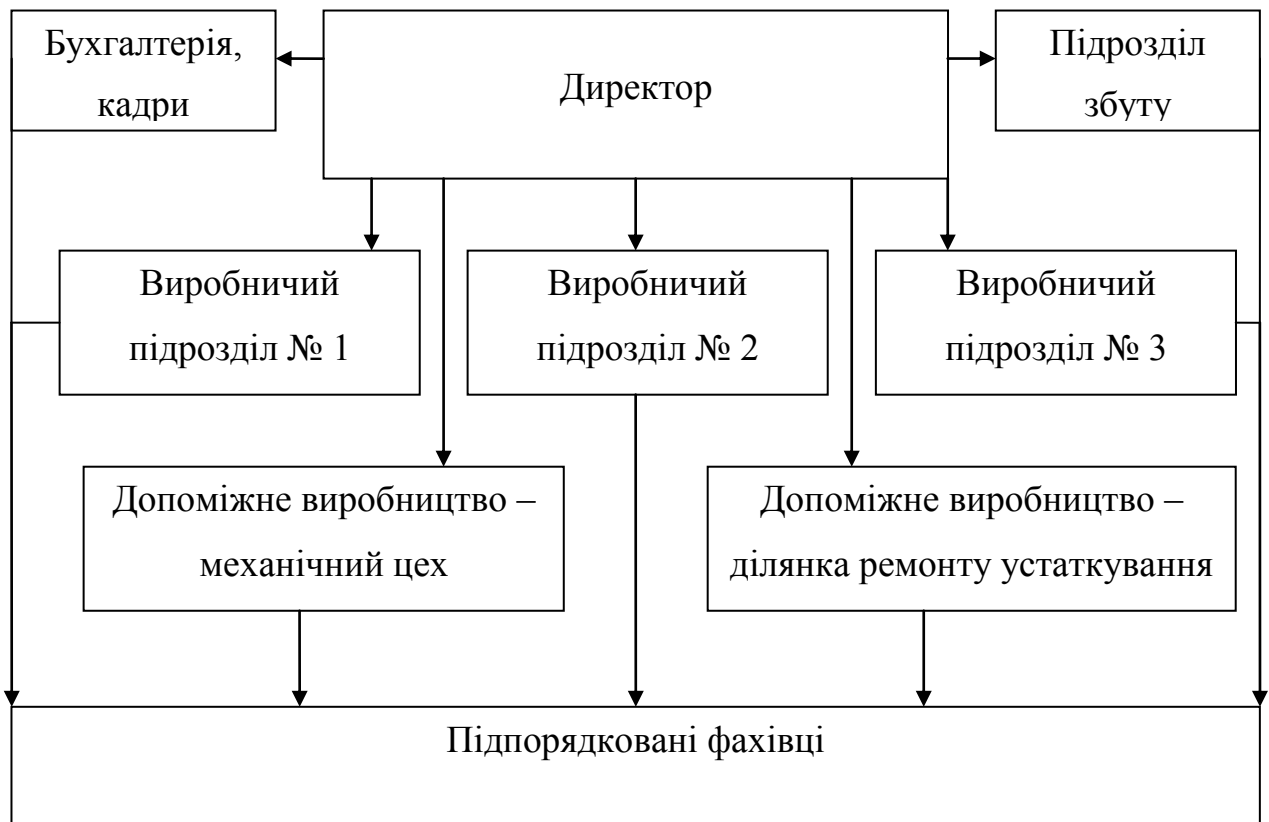 Бухгалтерія,
кадри
Директор
Підрозділ
збуту
Виробничий
підрозділ № 1
Виробничий
підрозділ № 2
Виробничий
підрозділ № 3
Допоміжне виробництво –
механічний цех
Допоміжне виробництво –
ділянка ремонту устаткування
Підпорядковані фахівці